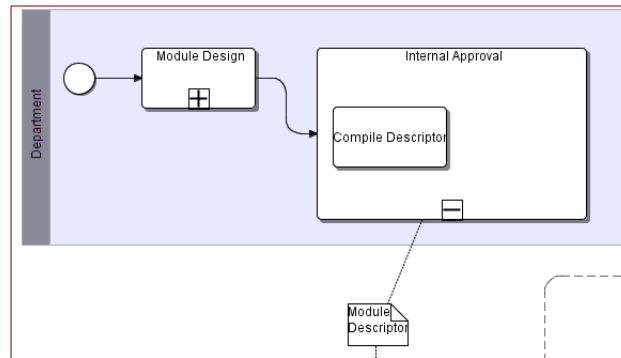 Module Design
Internal Approval
Department
Compile Descriptor
Module
Descriptor